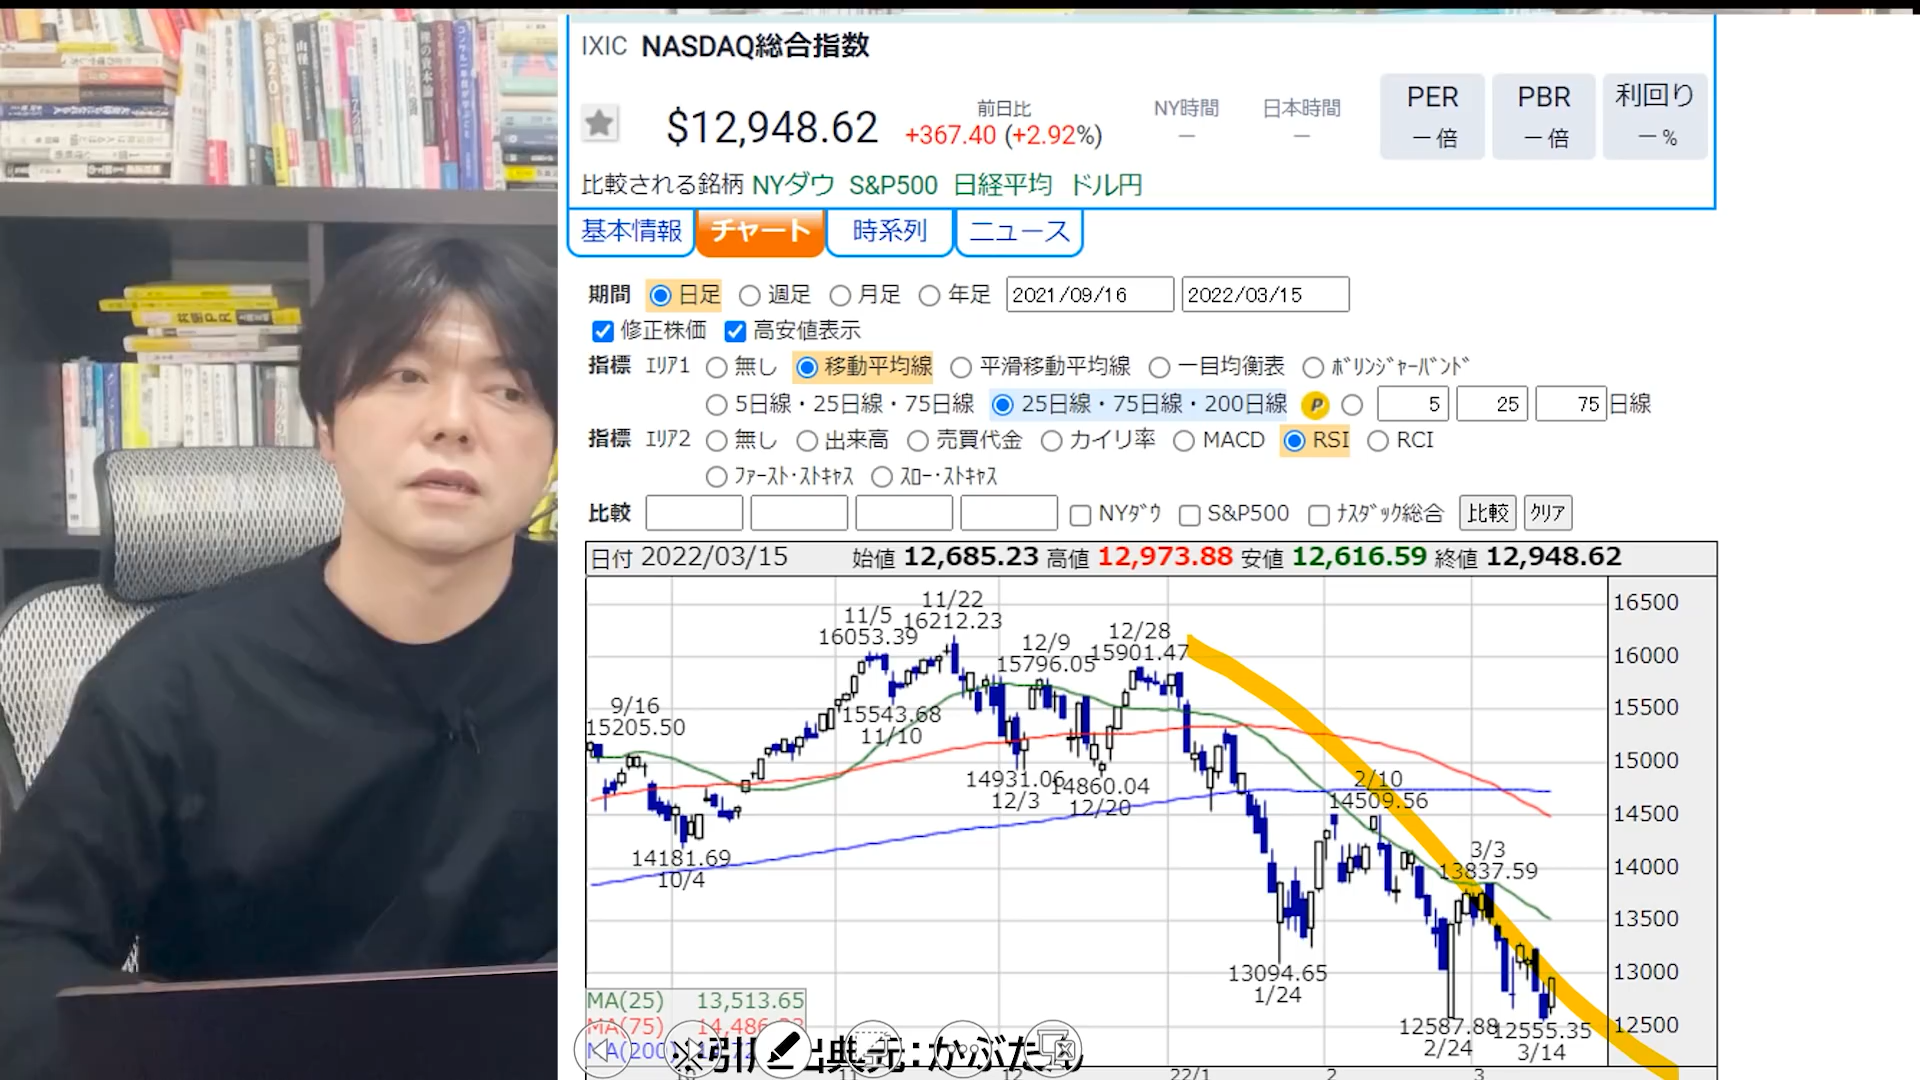 IXIC NASDAQ総合指数
$12,948.62
前日比
+367.40 (+2.92%)
NY時間
－
日本時間
－
PER
－倍
PBR
－倍
利回り
－%
比較される銘柄 NYダウ S&P500 日経平均 ドル円
基本情報 チャート 時系列 ニュース
期間 日足 週足 月足 年足 2021/09/16 2022/03/15
修正株価 高安値表示
指標 ｴﾘｱ1 無し 移動平均線 平滑移動平均線 一目均衡表 ﾎﾞﾘﾝｼﾞｬｰﾊﾞﾝﾄﾞ
5日線・25日線・75日線 25日線・75日線・200日線 P 5 25 75 日線
指標 ｴﾘｱ2 無し 出来高 売買代金 カイリ率 MACD RSI RCI
ﾌｧｰｽﾄ･ｽﾄｷｬｽ ｽﾛｰ･ｽﾄｷｬｽ
比較 NYﾀﾞｳ S&P500 ﾅｽﾀﾞｯｸ総合 比較 ｸﾘｱ
日付 2022/03/15 始値 12,685.23 高値 12,973.88 安値 12,616.59 終値 12,948.62
9/16
15205.50
14181.69
10/4
11/5
16053.39
15543.68
11/10
11/22
16212.23
14931.06
12/3
12/9
15796.05
14860.04
12/20
12/28
15901.47
13094.65
1/24
2/10
14509.56
12587.88
2/24
3/3
13837.59
12555.35
3/14
16500
16000
15500
15000
14500
14000
13500
13000
12500
MA(25) 13,513.65
MA(75)
MA(200)
出典元：かぶたん
12 22/1 2 3